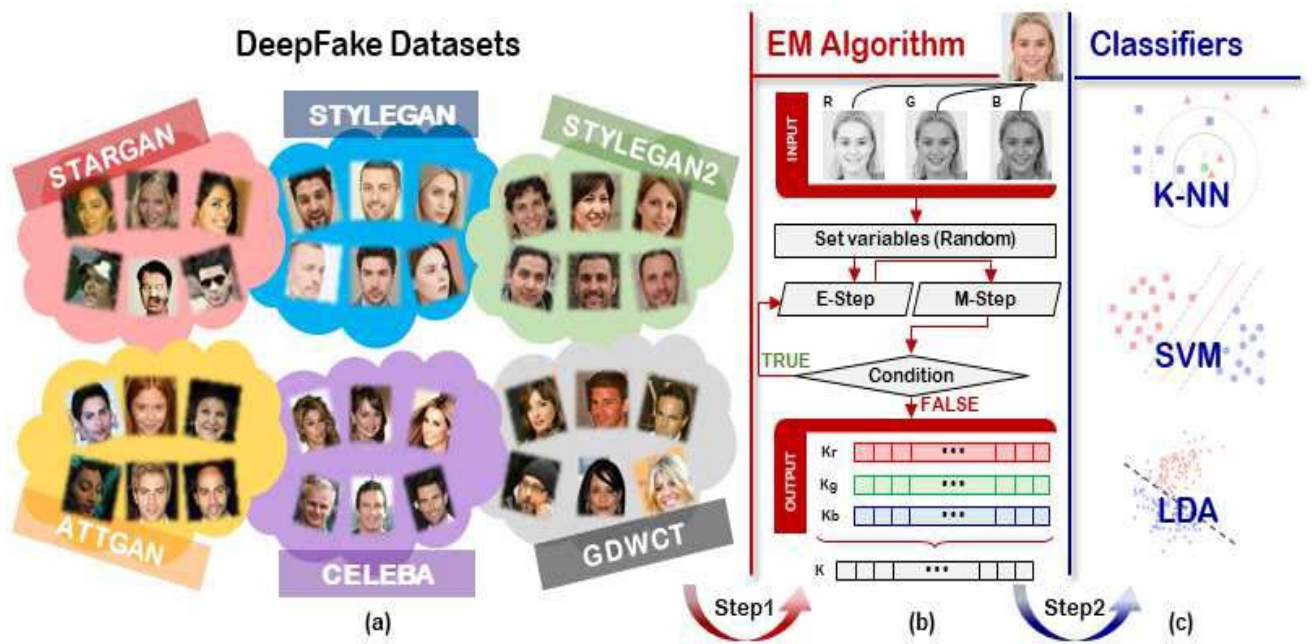 DeepFake Datasets
STARGAN
STYLEGAN
STYLEGAN2
ATTGAN
CELEBA
GDWCT
(a)
EM Algorithm
INPUT
R
G
B
Set variables (Random)
E-Step
M-Step
TRUE
Condition
FALSE
OUTPUT
Kr
...
Kg
...
Kb
...
K
...
Step1
(b)
Classifiers
K-NN
SVM
LDA
Step2
(c)